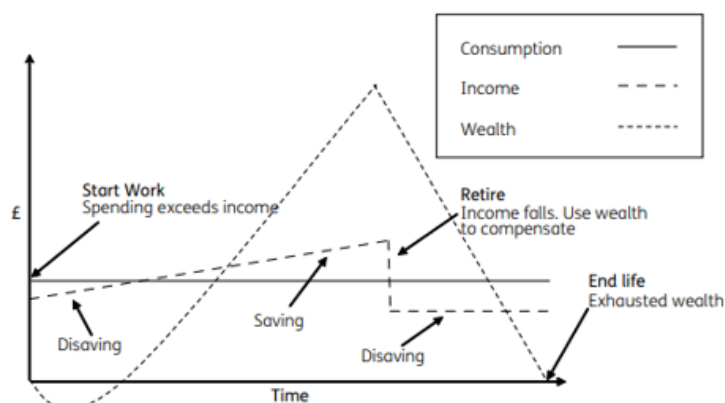 Consumption
Income
Wealth
Start Work
Spending exceeds income
£
Retire
Income falls. Use wealth
to compensate
End life
Exhausted wealth
Disaving
Saving
Disaving
Time